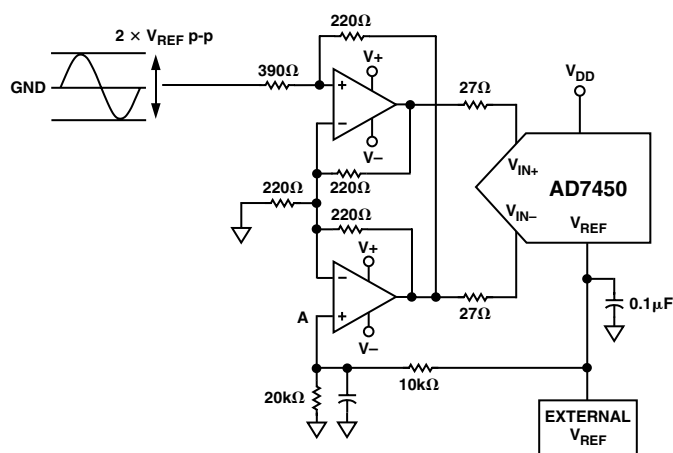 2 × VREF p-p
GND
390Ω
220Ω
V+
+
–
V–
27Ω
VDD
VIN+
AD7450
VIN–
VREF
220Ω
220Ω
220Ω
V+
–
A
+
V–
27Ω
0.1µF
20kΩ
10kΩ
EXTERNAL
VREF